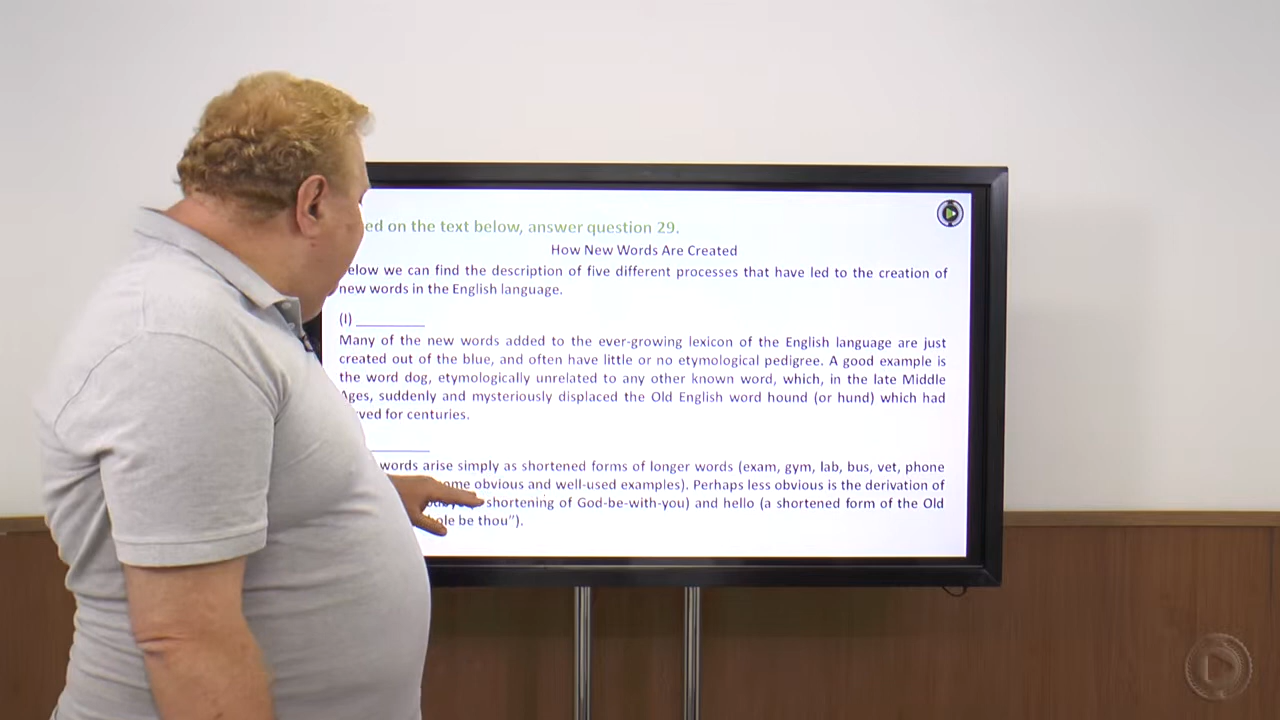 ed on the text below, answer question 29.
How New Words Are Created
elow we can find the description of five different processes that have led to the creation of
new words in the English language.
(I) ________
Many of the new words added to the ever-growing lexicon of the English language are just
created out of the blue, and often have little or no etymological pedigree. A good example is
the word dog, etymologically unrelated to any other known word, which, in the late Middle
Ages, suddenly and mysteriously displaced the Old English word hound (or hund) which had
ved for centuries.
words arise simply as shortened forms of longer words (exam, gym, lab, bus, vet, phone
ome obvious and well-used examples). Perhaps less obvious is the derivation of
shortening of God-be-with-you) and hello (a shortened form of the Old
ole be thou”).